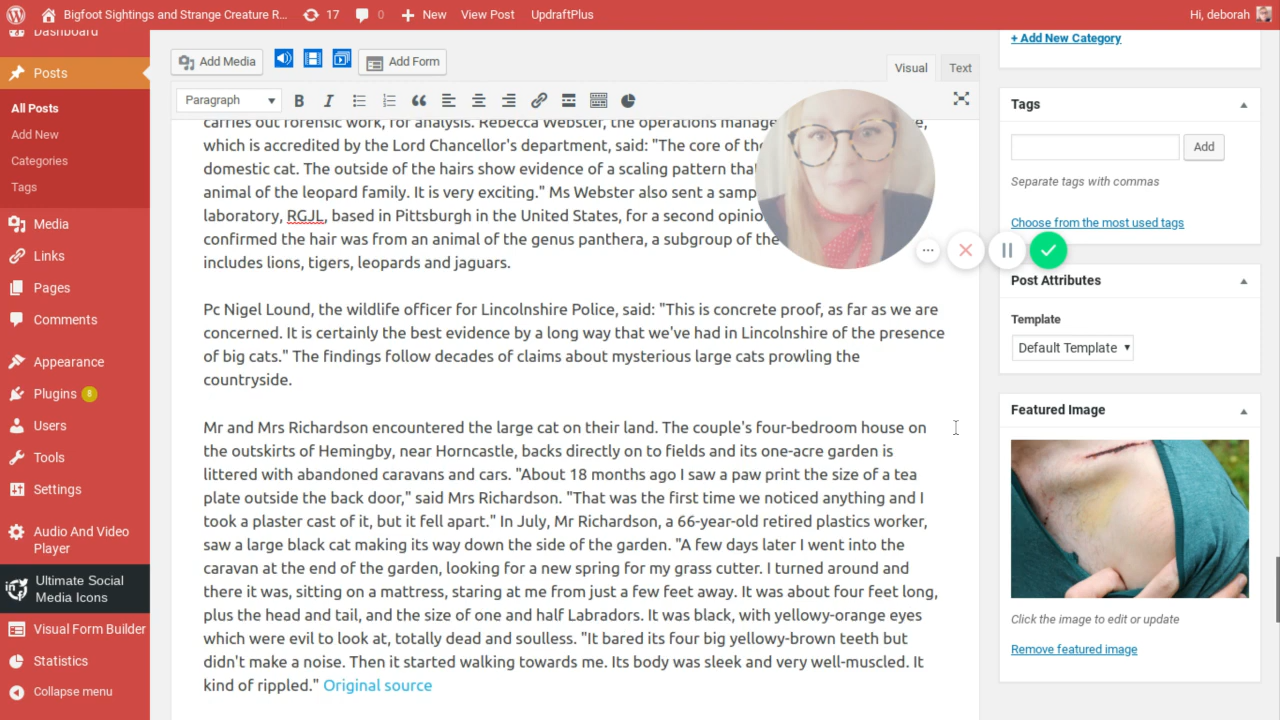 Bigfoot Sightings and Strange Creature R...
17
0
New
View Post
UpdraftPlus
Hi, deborah
Dashboard
Posts
All Posts
Add New
Categories
Tags
Media
Links
Pages
Comments
Appearance
Plugins 8
Users
Tools
Settings
Audio And Video
Player
Ultimate Social
Media Icons
Visual Form Builder
Statistics
Collapse menu
Add Media
Add Form
Visual
Text
Paragraph
carries out forensic work, for analysis. Rebecca Webster, the operations
which is accredited by the Lord Chancellor's department, said: "The core of
domestic cat. The outside of the hairs show evidence of a scaling pattern
animal of the leopard family. It is very exciting." Ms Webster also sent a
laboratory, RGJL, based in Pittsburgh in the United States, for a second
confirmed the hair was from an animal of the genus panthera, a subgroup of the
includes lions, tigers, leopards and jaguars.
Pc Nigel Lound, the wildlife officer for Lincolnshire Police, said: "This is concrete proof, as far as we are
concerned. It is certainly the best evidence by a long way that we've had in Lincolnshire of the presence
of big cats." The findings follow decades of claims about mysterious large cats prowling the
countryside.
Mr and Mrs Richardson encountered the large cat on their land. The couple's four-bedroom house on
the outskirts of Hemingby, near Horncastle, backs directly on to fields and its one-acre garden is
littered with abandoned caravans and cars. "About 18 months ago I saw a paw print the size of a tea
plate outside the back door," said Mrs Richardson. "That was the first time we noticed anything and I
took a plaster cast of it, but it fell apart." In July, Mr Richardson, a 66-year-old retired plastics worker,
saw a large black cat making its way down the side of the garden. "A few days later I went into the
caravan at the end of the garden, looking for a new spring for my grass cutter. I turned around and
there it was, sitting on a mattress, staring at me from just a few feet away. It was about four feet long,
plus the head and tail, and the size of one and half Labradors. It was black, with yellowy-orange eyes
which were evil to look at, totally dead and soulless. "It bared its four big yellowy-brown teeth but
didn't make a noise. Then it started walking towards me. Its body was sleek and very well-muscled. It
kind of rippled." Original source
+ Add New Category
Tags
Add
Separate tags with commas
Choose from the most used tags
Post Attributes
Template
Default Template
Featured Image
Click the image to edit or update
Remove featured image